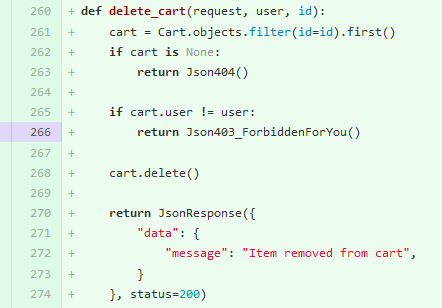 260 + def delete_cart(request, user, id):
261 +     cart = Cart.objects.filter(id=id).first()
262 +     if cart is None:
263 +         return Json404()
264 +
265 +     if cart.user != user:
266 +         return Json403_ForbiddenForYou()
267 +
268 +     cart.delete()
269 +
270 +     return JsonResponse({
271 +         "data": {
272 +             "message": "Item removed from cart",
273 +         }
274 +     }, status=200)